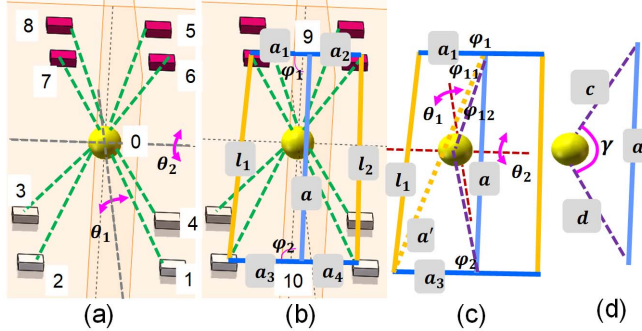 8
5
7
6
0
θ₂
3
4
θ₁
2
1
(a)
9
a₁
a₂
φ₁
l₁
l₂
a
φ₂
a₃
a₄
10
(b)
a₁
φ₁
φ₁₁
θ₁
φ₁₂
θ₂
l₁
a
a′
φ₂
a₃
(c)
c
γ
a
d
(d)